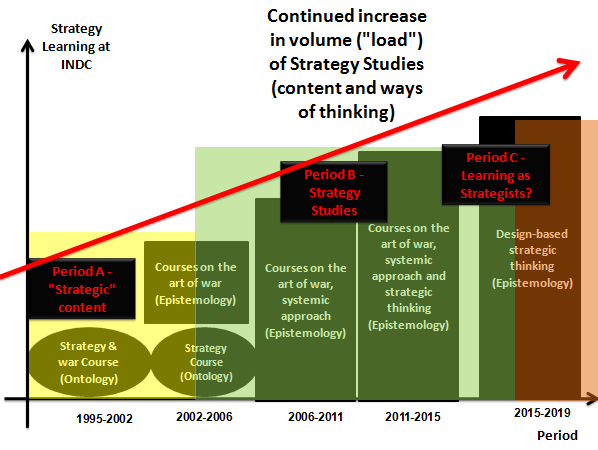 Strategy
Learning at
INDC
Continued increase
in volume ("load")
of Strategy Studies
(content and ways
of thinking)
Period A -
"Strategic"
content
Period B -
Strategy
Studies
Period C -
Learning as
Strategists?
Courses on the
art of war
(Epistemology)
Courses on the
art of war,
systemic
approach
(Epistemology)
Courses on the
art of war,
systemic
approach and
strategic
thinking
(Epistemology)
Design-based
strategic
thinking
(Epistemology)
Strategy &
war Course
(Ontology)
Strategy
Course
(Ontology)
1995-2002
2002-2006
2006-2011
2011-2015
2015-2019
Period